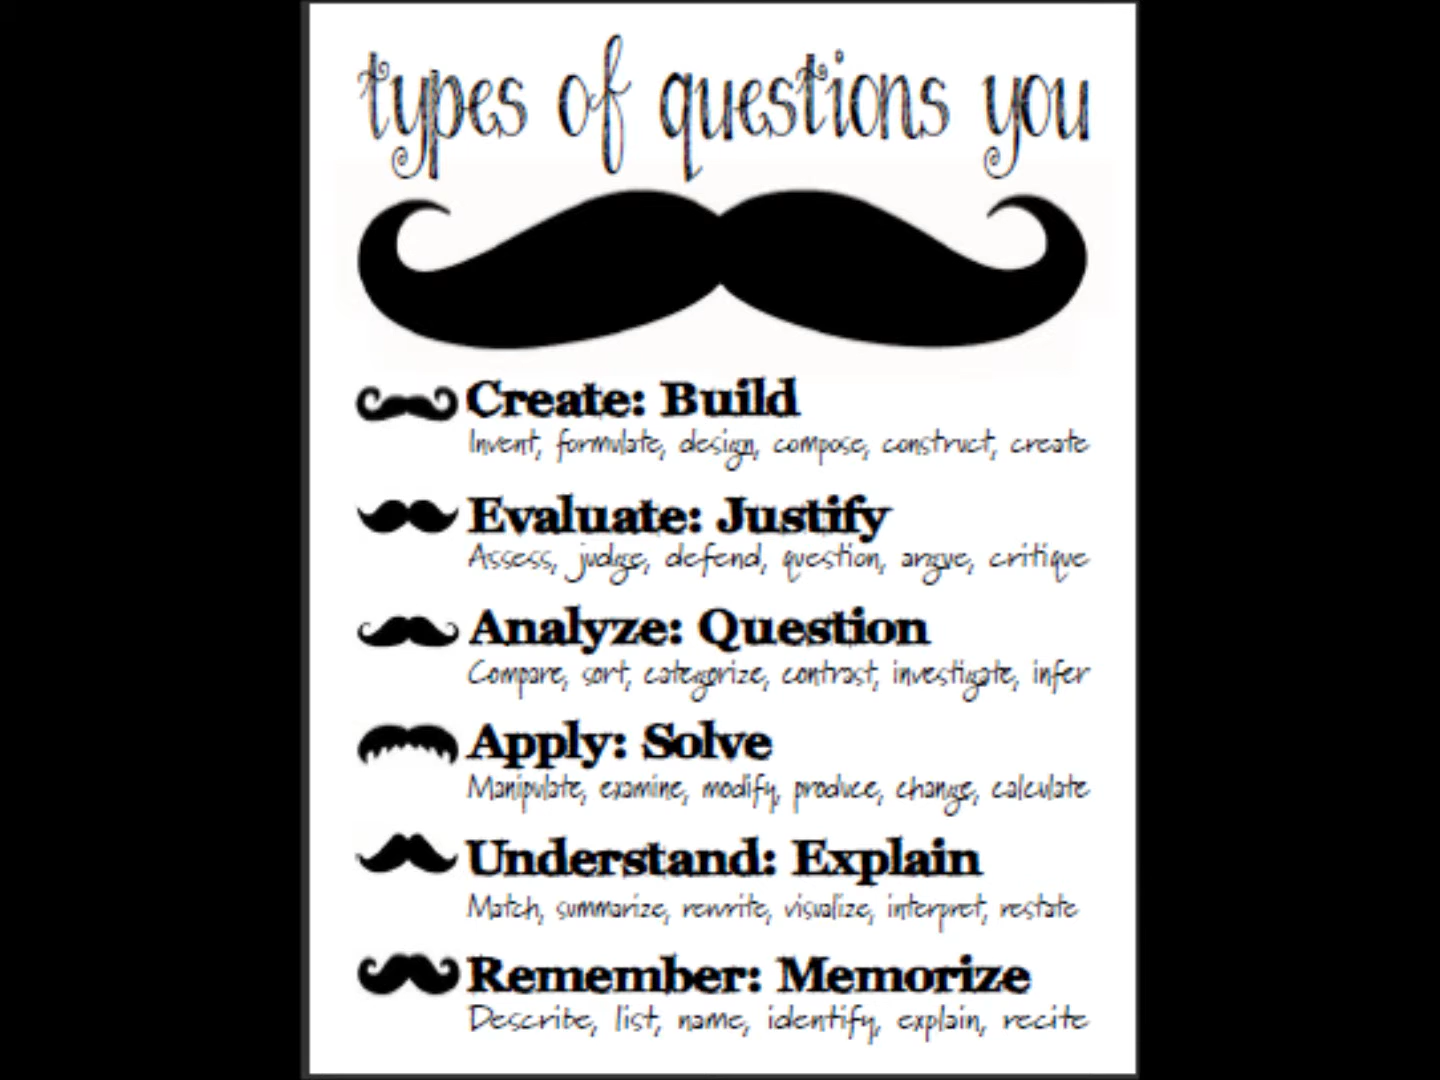 types of questions you
Create: Build
Invent, formulate, design, compose, construct, create
Evaluate: Justify
Assess, judge, defend, question, argue, critique
Analyze: Question
Compare, sort, categorize, contrast, investigate, infer
Apply: Solve
Manipulate, examine, modify, produce, change, calculate
Understand: Explain
Match, summarize, rewrite, visualize, interpret, restate
Remember: Memorize
Describe, list, name, identify, explain, recite